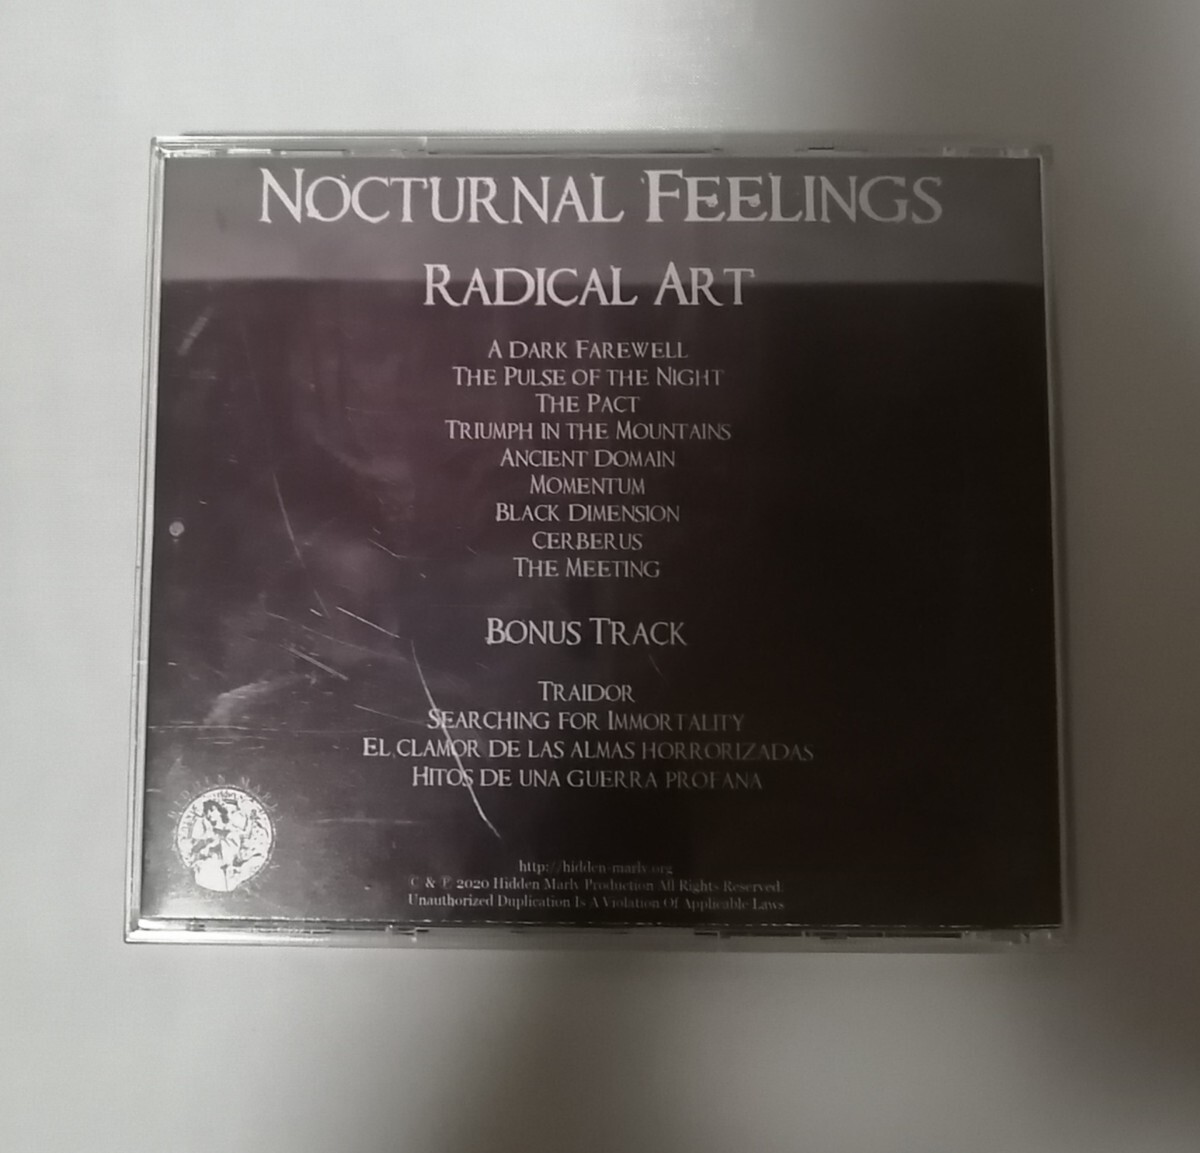 NOCTURNAL FEELINGS
RADICAL ART
A DARK FAREWELL
THE PULSE OF THE NIGHT
THE PACT
TRIUMPH IN THE MOUNTAINS
ANCIENT DOMAIN
MOMENTUM
BLACK DIMENSION
CERBERUS
THE MEETING
BONUS TRACK
TRAIDOR
SEARCHING FOR IMMORTALITY
EL CLAMOR DE LAS ALMAS HORRORIZADAS
HITOS DE UNA GUERRA PROFANA
http://hidden-marly.org
© & ℗ 2020 Hidden Marly Production All Rights Reserved.
Unauthorized Duplication Is A Violation Of Applicable Laws